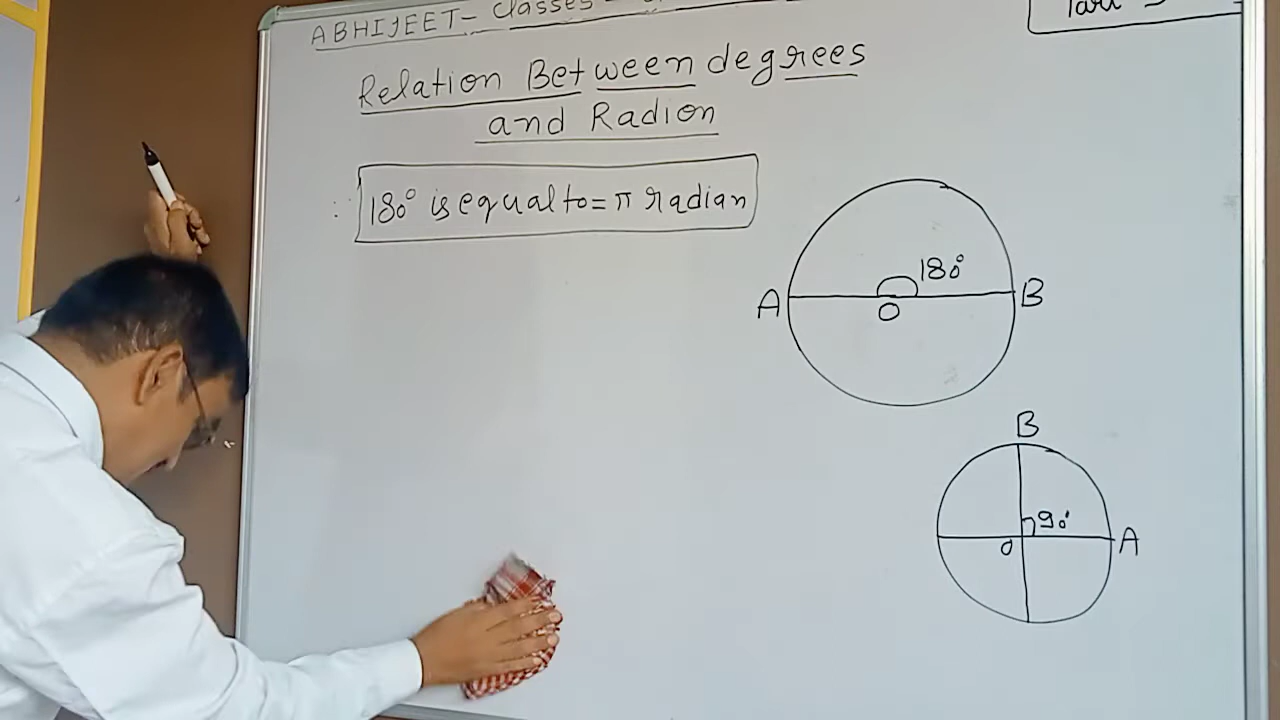 ABHIJEET- Classes -
Relation Between degrees
and Radion
180° is equal to = π radian
180°
A
O
B
B
90°
O
A